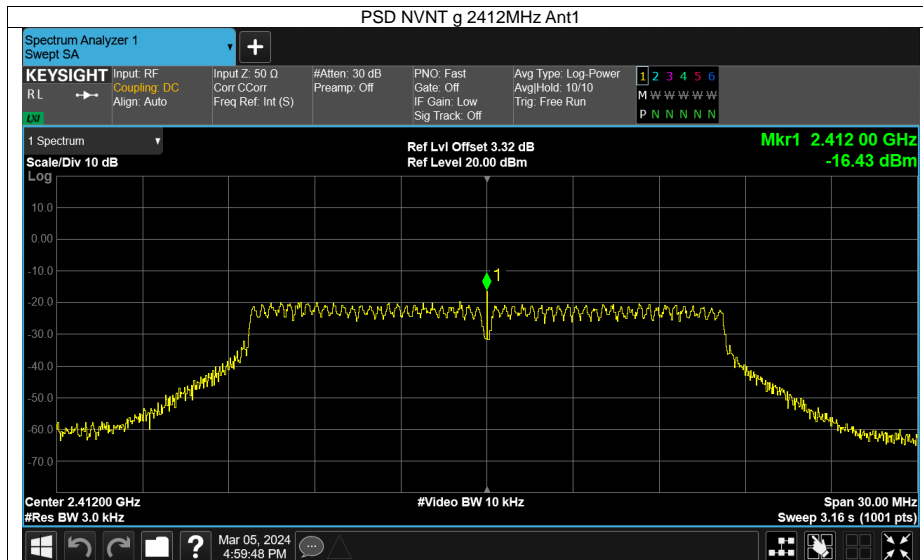 PSD NVNT g 2412MHz Ant1
Spectrum Analyzer 1
Swept SA
+
KEYSIGHT
RL
LXI
Input: RF
Coupling: DC
Align: Auto
Input Z: 50 Ω
Corr CCorr
Freq Ref: Int (S)
#Atten: 30 dB
Preamp: Off
PNO: Fast
Gate: Off
IF Gain: Low
Sig Track: Off
Avg Type: Log-Power
Avg|Hold: 10/10
Trig: Free Run
1 2 3 4 5 6
M W W W W W
P N N N N N
1 Spectrum
Scale/Div 10 dB
Log
Ref Lvl Offset 3.32 dB
Ref Level 20.00 dBm
Mkr1 2.412 00 GHz
-16.43 dBm
10.0
0.00
-10.0
-20.0
-30.0
-40.0
-50.0
-60.0
-70.0
1
Center 2.41200 GHz
#Res BW 3.0 kHz
#Video BW 10 kHz
Span 30.00 MHz
Sweep 3.16 s (1001 pts)
?
Mar 05, 2024
4:59:48 PM